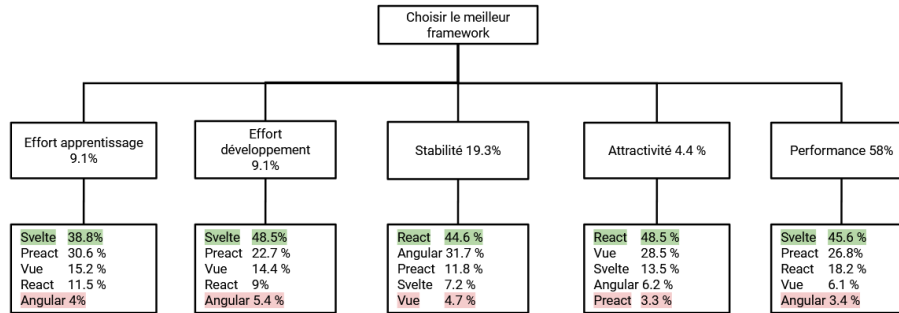 Choisir le meilleur
framework
Effort apprentissage
9.1%
Effort
développement
9.1%
Stabilité 19.3%
Attractivité 4.4 %
Performance 58%
Svelte 38.8%
Preact 30.6 %
Vue 15.2 %
React 11.5 %
Angular 4%
Svelte 48.5%
Preact 22.7 %
Vue 14.4 %
React 9%
Angular 5.4 %
React 44.6 %
Angular 31.7 %
Preact 11.8 %
Svelte 7.2 %
Vue 4.7 %
React 48.5 %
Vue 28.5 %
Svelte 13.5 %
Angular 6.2 %
Preact 3.3 %
Svelte 45.6 %
Preact 26.8%
React 18.2 %
Vue 6.1 %
Angular 3.4 %